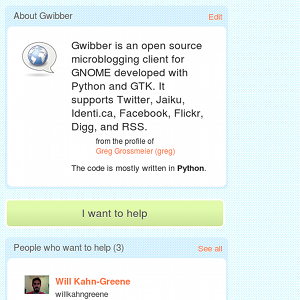 About Gwibber Edit
Gwibber is an open source
microblogging client for
GNOME developed with
Python and GTK. It
supports Twitter, Jaiku,
Identi.ca, Facebook, Flickr,
Digg, and RSS.
from the profile of
Greg Grossmeier (greg)
The code is mostly written in Python.
I want to help
People who want to help (3) See all
Will Kahn-Greene
willkahngreene